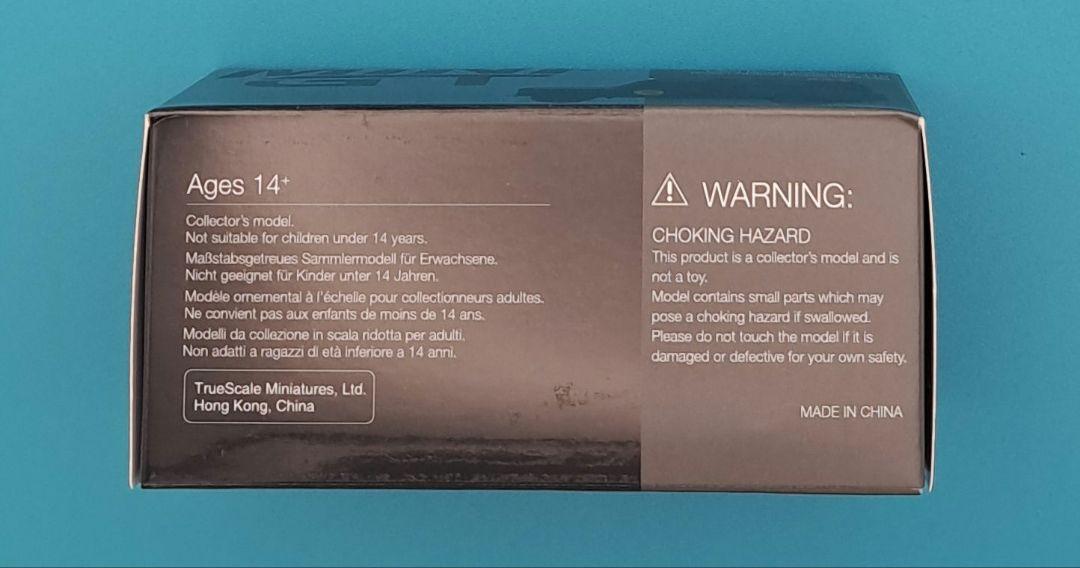 Ages 14+
Collector's model.
Not suitable for children under 14 years.
Maßstabsgetreues Sammlermodell für Erwachsene.
Nicht geeignet für Kinder unter 14 Jahren.
Modèle ornemental à l'échelle pour collectionneurs adultes.
Ne convient pas aux enfants de moins de 14 ans.
Modelli da collezione in scala ridotta per adulti.
Non adatti a ragazzi di età inferiore a 14 anni.
TrueScale Miniatures, Ltd.
Hong Kong, China
WARNING:
CHOKING HAZARD
This product is a collector's model and is
not a toy.
Model contains small parts which may
pose a choking hazard if swallowed.
Please do not touch the model if it is
damaged or defective for your own safety.
MADE IN CHINA